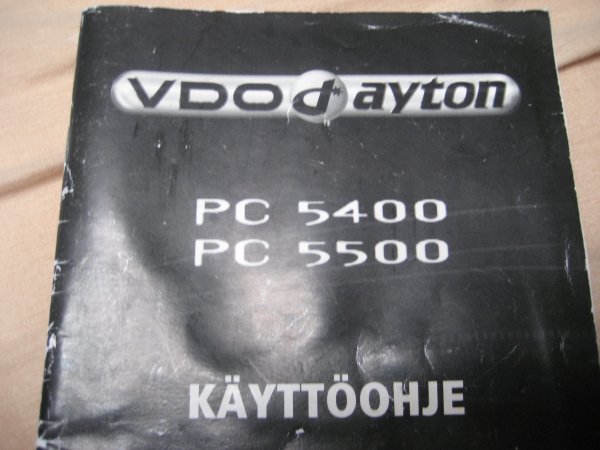 VDO dayton
PC 5400
PC 5500
KÄYTTÖOHJE